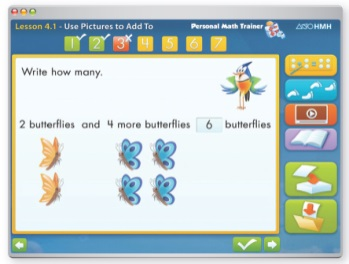 Lesson 4.1 - Use Pictures to Add To
Personal Math Trainer
HMH
1 2 3 4 5 6 7
Write how many.
2 butterflies and 4 more butterflies 6 butterflies